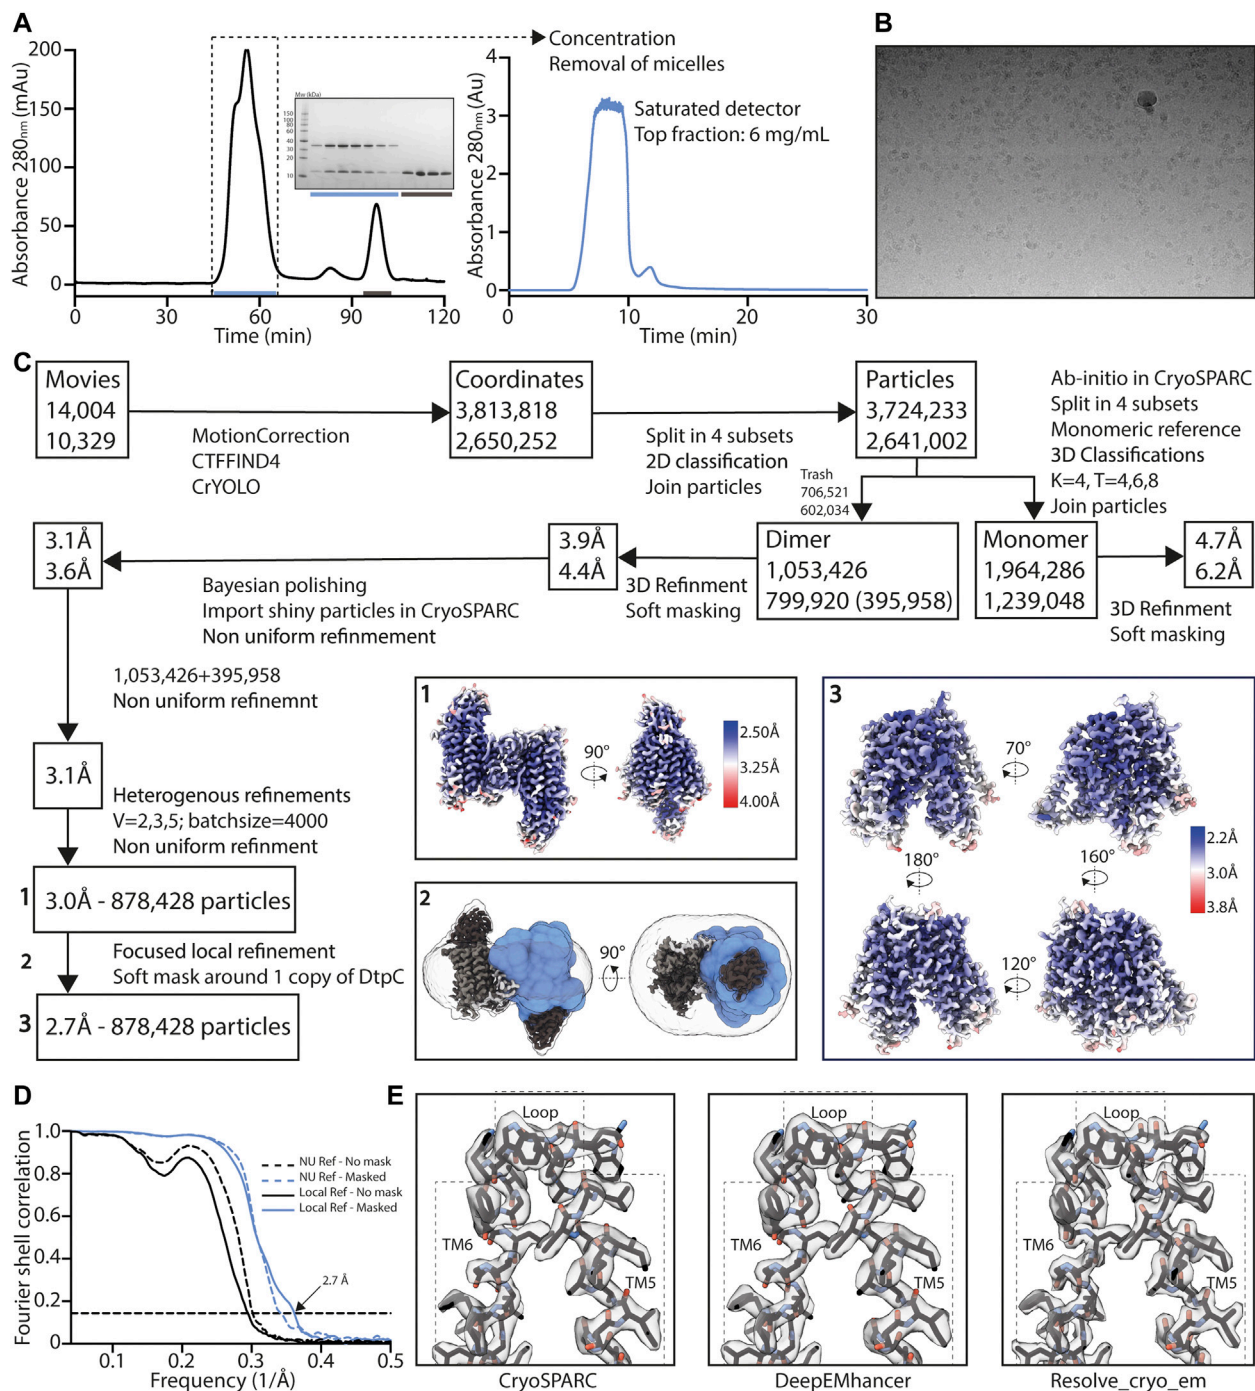 A
Absorbance 280nm (mAu)
200
150
100
50
0
0
30
60
90
120
Time (min)
Mw (kDa)
150
100
80
60
40
30
20
10
Concentration
Removal of micelles
Absorbance 280nm (Au)
4
3
2
1
0
Saturated detector
Top fraction: 6 mg/mL
0
10
20
30
Time (min)
B
C
Movies
14,004
10,329
MotionCorrection
CTFFIND4
CrYOLO
Coordinates
3,813,818
2,650,252
Split in 4 subsets
2D classification
Join particles
Particles
3,724,233
2,641,002
Ab-initio in CryoSPARC
Split in 4 subsets
Monomeric reference
3D Classifications
K=4, T=4,6,8
Join particles
Trash
706,521
602,034
Dimer
1,053,426
799,920 (395,958)
Monomer
1,964,286
1,239,048
4.7Å
6.2Å
3D Refinment
Soft masking
3D Refinment
Soft masking
3.9Å
4.4Å
Bayesian polishing
Import shiny particles in CryoSPARC
Non uniform refinmement
3.1Å
3.6Å
1,053,426+395,958
Non uniform refinemnt
3.1Å
Heterogenous refinements
V=2,3,5; batchsize=4000
Non uniform refinment
1
3.0Å - 878,428 particles
2
Focused local refinement
Soft mask around 1 copy of DtpC
3
2.7Å - 878,428 particles
1
90°
2.50Å
3.25Å
4.00Å
2
90°
3
70°
180°
160°
120°
2.2Å
3.0Å
3.8Å
D
Fourier shell correlation
1.0
0.8
0.6
0.4
0.2
0
0.1
0.2
0.3
0.4
0.5
Frequency (1/Å)
NU Ref - No mask
NU Ref - Masked
Local Ref - No mask
Local Ref - Masked
2.7 Å
E
Loop
TM6
TM5
CryoSPARC
Loop
TM6
TM5
DeepEMhancer
Loop
TM6
TM5
Resolve_cryo_em